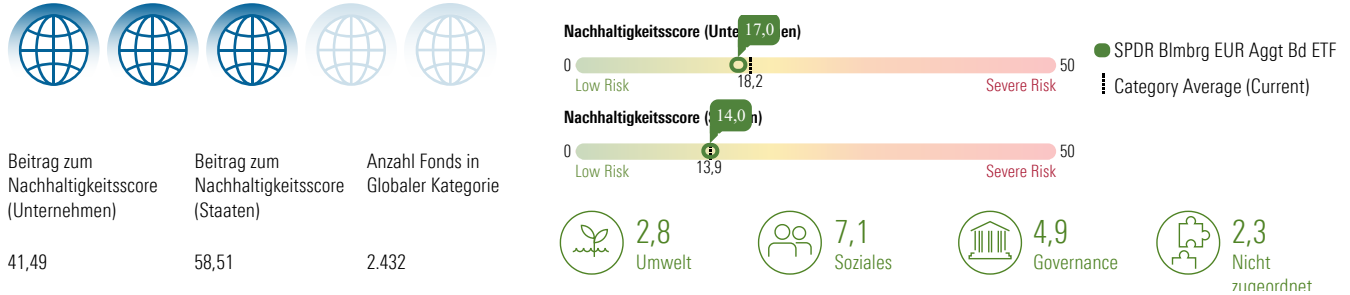 Beitrag zum
Nachhaltigkeitsscore
(Unternehmen)
41,49
Beitrag zum
Nachhaltigkeitsscore
(Staaten)
58,51
Anzahl Fonds in
Globaler Kategorie
2.432
Nachhaltigkeitsscore (Unte en)
17,0
0
50
Low Risk
18,2
Severe Risk
Nachhaltigkeitsscore ( n)
14,0
0
50
Low Risk
13,9
Severe Risk
SPDR Blmbrg EUR Aggt Bd ETF
Category Average (Current)
2,8
Umwelt
7,1
Soziales
4,9
Governance
2,3
Nicht
zugeordnet